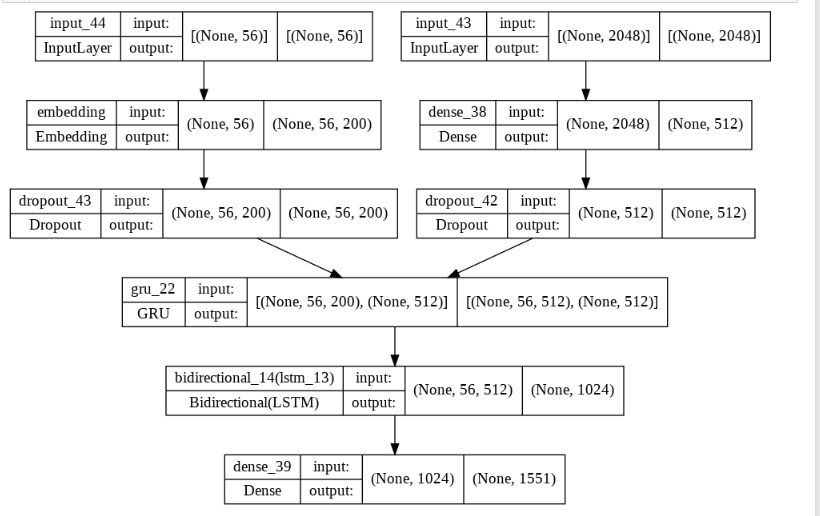 input_44 input: [(None, 56)] [(None, 56)]
InputLayer output:
input_43 input: [(None, 2048)] [(None, 2048)]
InputLayer output:
embedding input: (None, 56) (None, 56, 200)
Embedding output:
dense_38 input: (None, 2048) (None, 512)
Dense output:
dropout_43 input: (None, 56, 200) (None, 56, 200)
Dropout output:
dropout_42 input: (None, 512) (None, 512)
Dropout output:
gru_22 input: [(None, 56, 200), (None, 512)] [(None, 56, 512), (None, 512)]
GRU output:
bidirectional_14(lstm_13) input: (None, 56, 512) (None, 1024)
Bidirectional(LSTM) output:
dense_39 input: (None, 1024) (None, 1551)
Dense output: